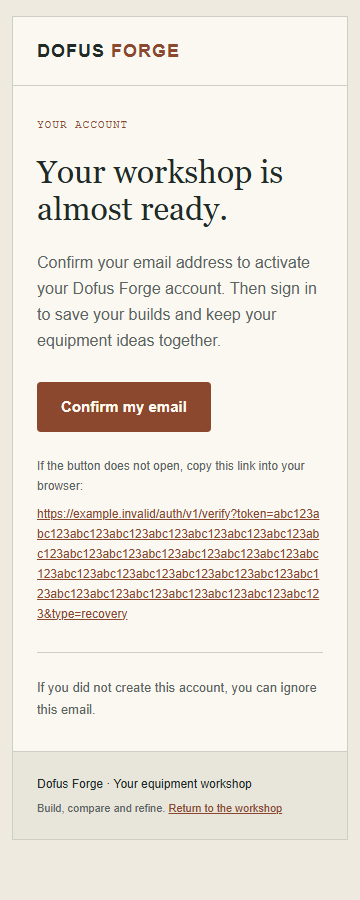 DOFUS FORGE
YOUR ACCOUNT
Your workshop is
almost ready.
Confirm your email address to activate
your Dofus Forge account. Then sign in
to save your builds and keep your
equipment ideas together.
Confirm my email
If the button does not open, copy this link into your
browser:
https://example.invalid/auth/v1/verify?token=abc123a
bc123abc123abc123abc123abc123abc123abc123ab
c123abc123abc123abc123abc123abc123abc123abc
123abc123abc123abc123abc123abc123abc123abc1
23abc123abc123abc123abc123abc123abc123abc12
3&type=recovery
If you did not create this account, you can ignore
this email.
Dofus Forge · Your equipment workshop
Build, compare and refine. Return to the workshop